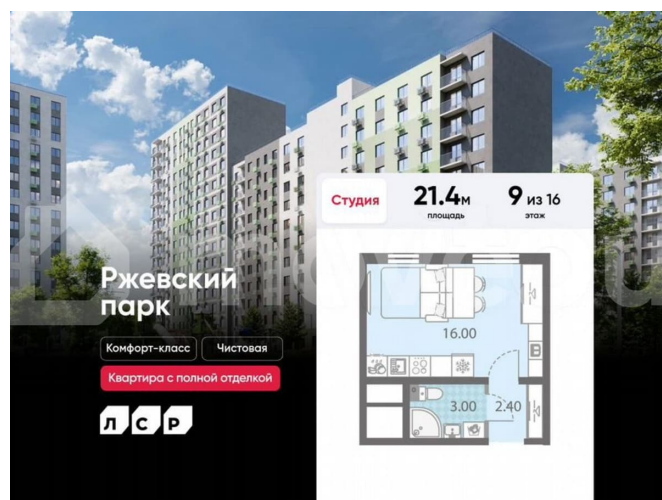 Студия
21.4м
площадь
9 из 16
этаж
Ржевский
парк
Комфорт-класс
Чистовая
Квартира с полной отделкой
ЛСР
16.00
3.00
2.40